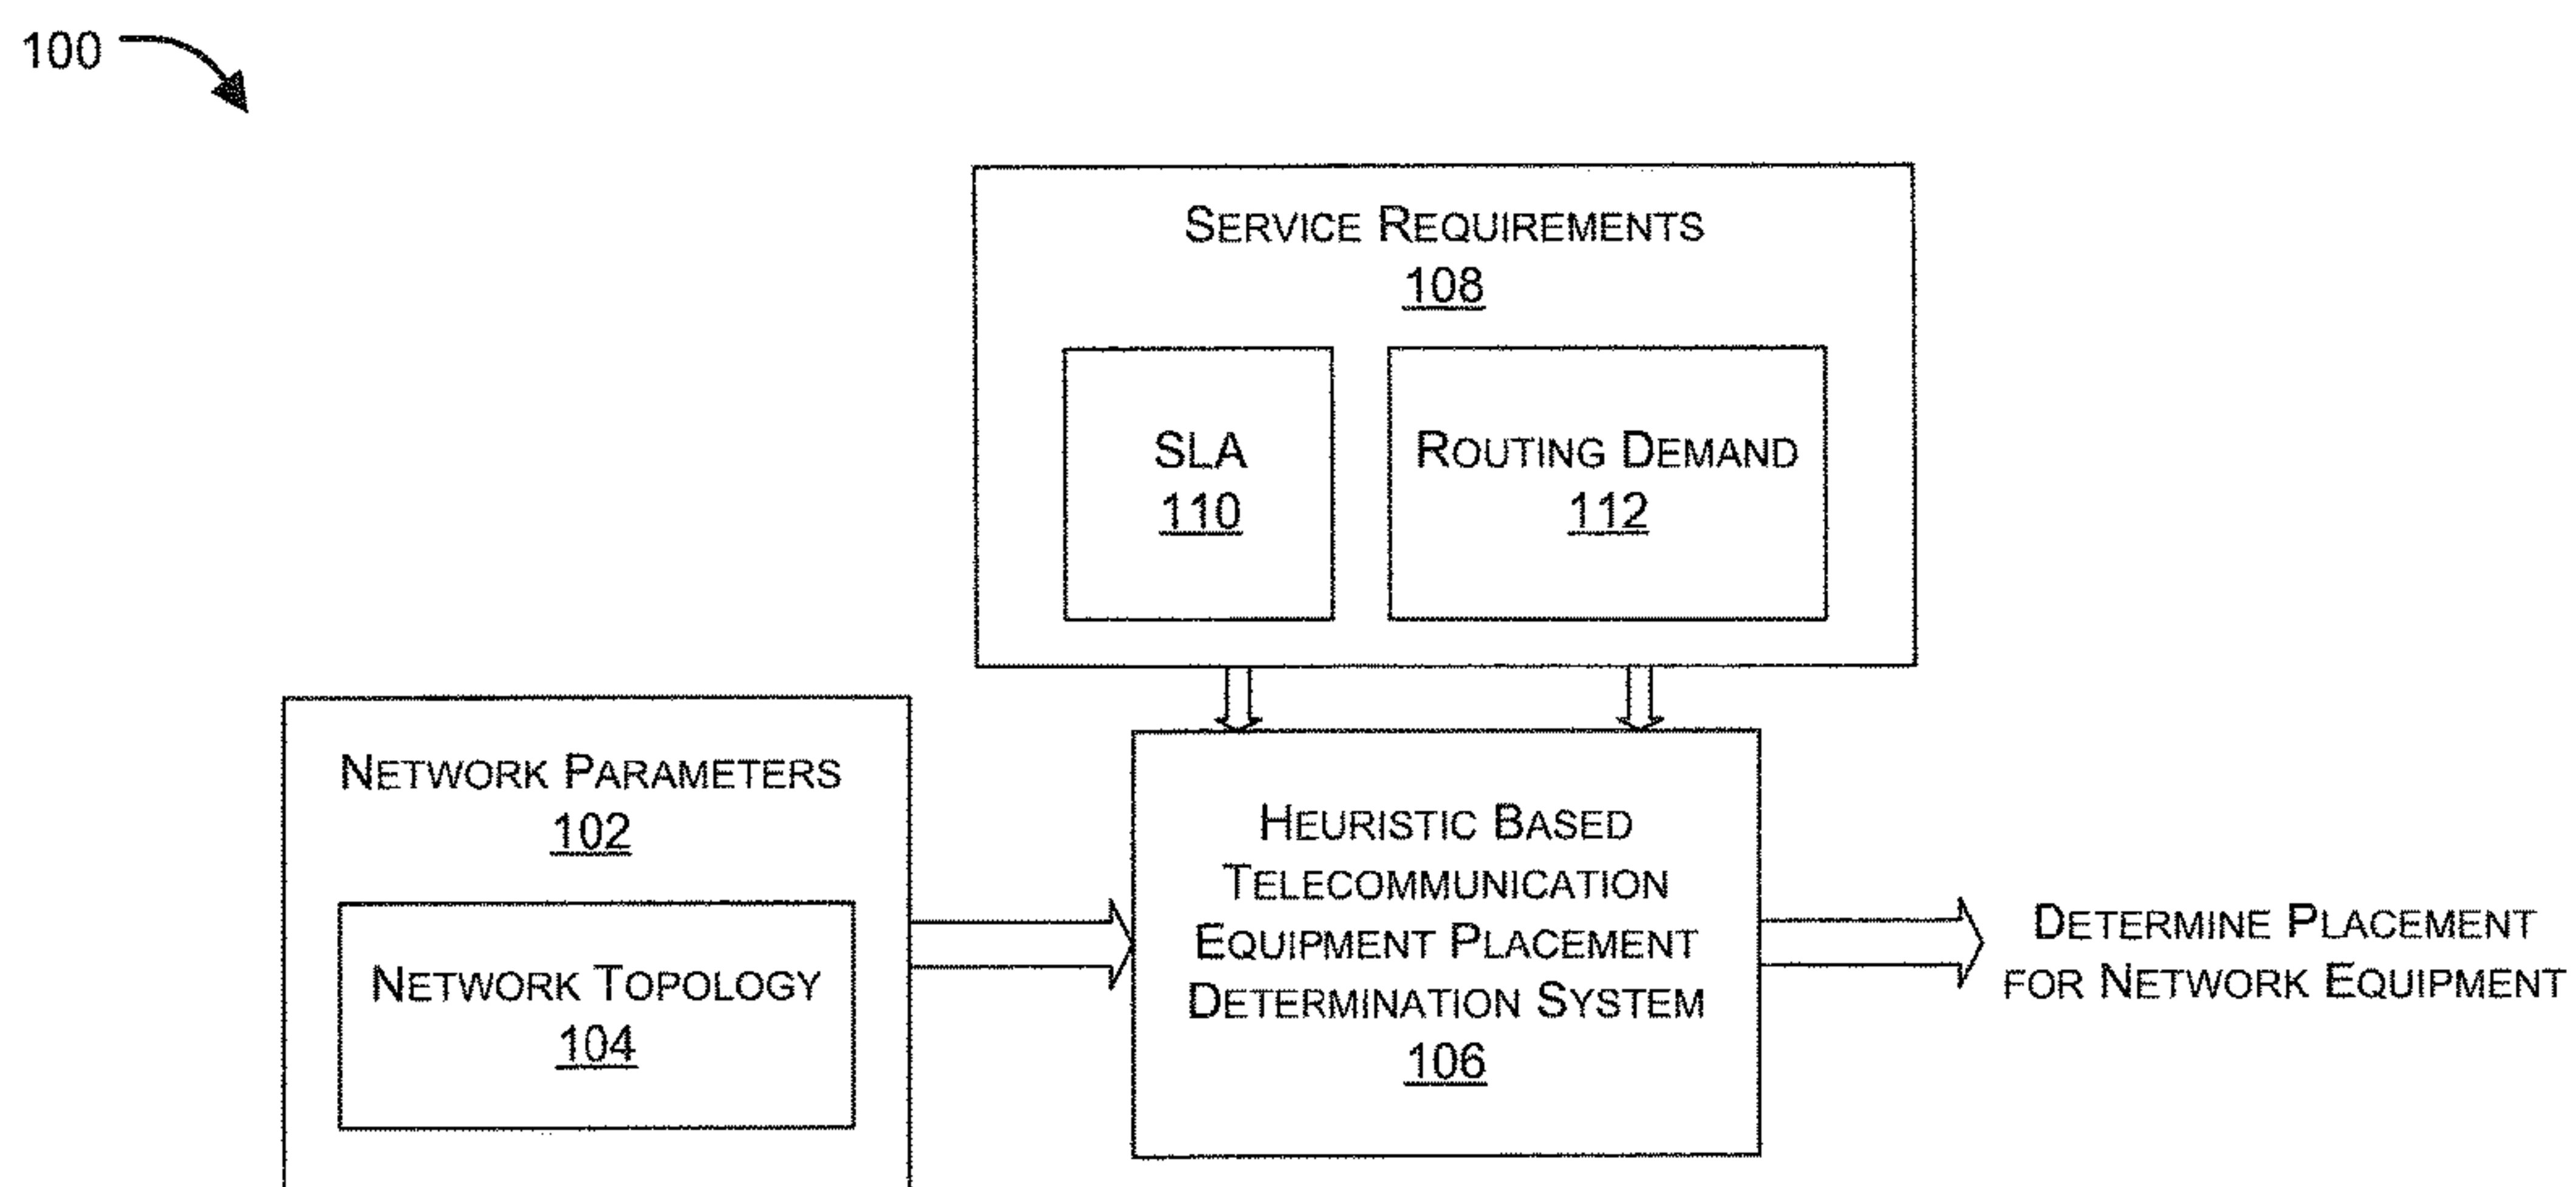 100
SERVICE REQUIREMENTS
108
SLA
110
ROUTING DEMAND
112
NETWORK PARAMETERS
102
NETWORK TOPOLOGY
104
HEURISTIC BASED
TELECOMMUNICATION
EQUIPMENT PLACEMENT
DETERMINATION SYSTEM
106
DETERMINE PLACEMENT
FOR NETWORK EQUIPMENT